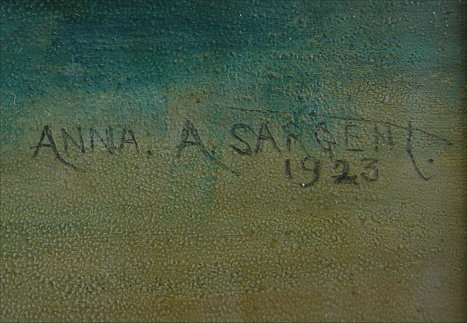 ANNA. A. SARGENT.
1923